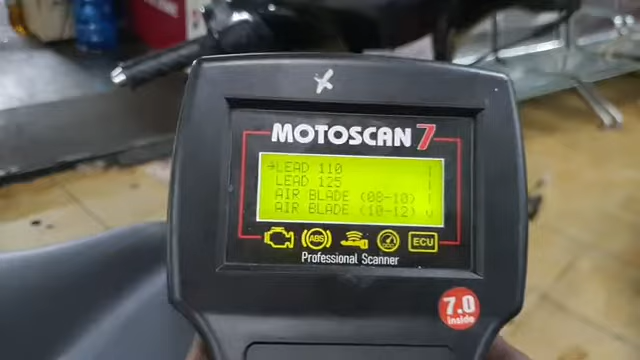 MOTOSCAN 7
→LEAD 110
LEAD 125
AIR BLADE (08-10)
AIR BLADE (10-12)
ABS
ECU
Professional Scanner
7.0
inside